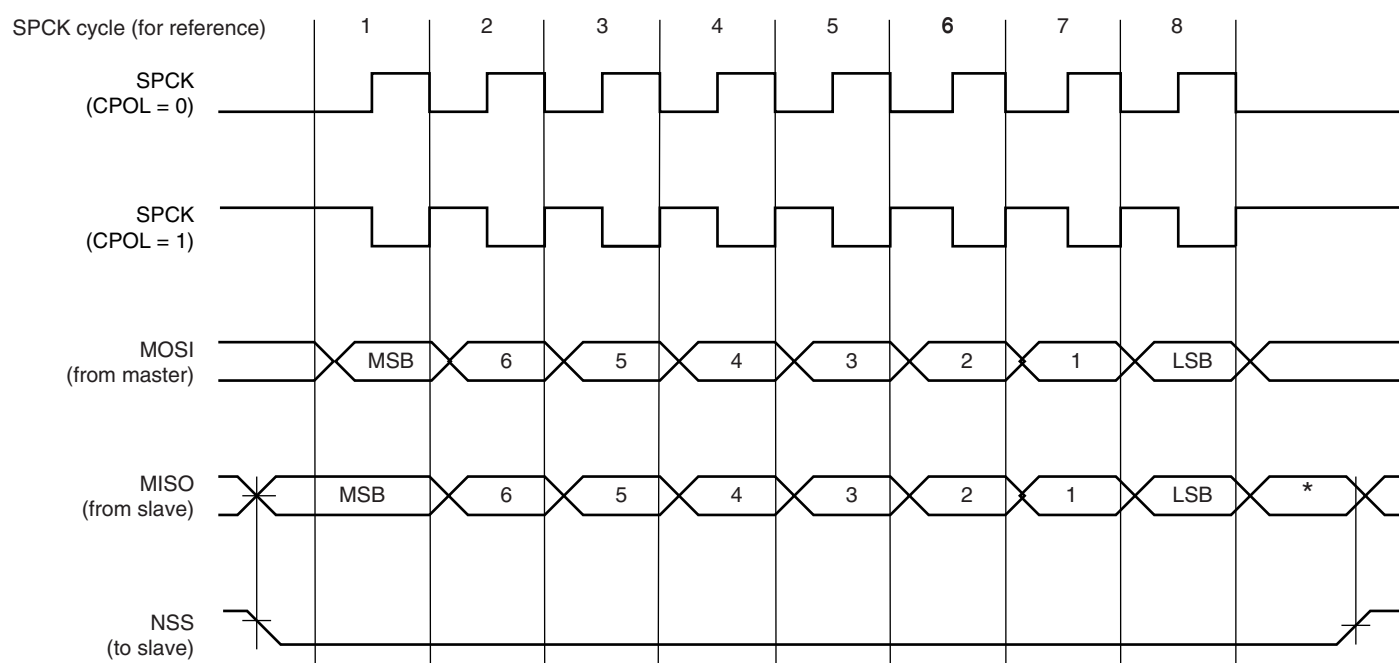 SPCK cycle (for reference) 1 2 3 4 5 6 7 8
SPCK
(CPOL = 0)
SPCK
(CPOL = 1)
MOSI
(from master)
MSB 6 5 4 3 2 1 LSB
MISO
(from slave)
MSB 6 5 4 3 2 1 LSB *
NSS
(to slave)